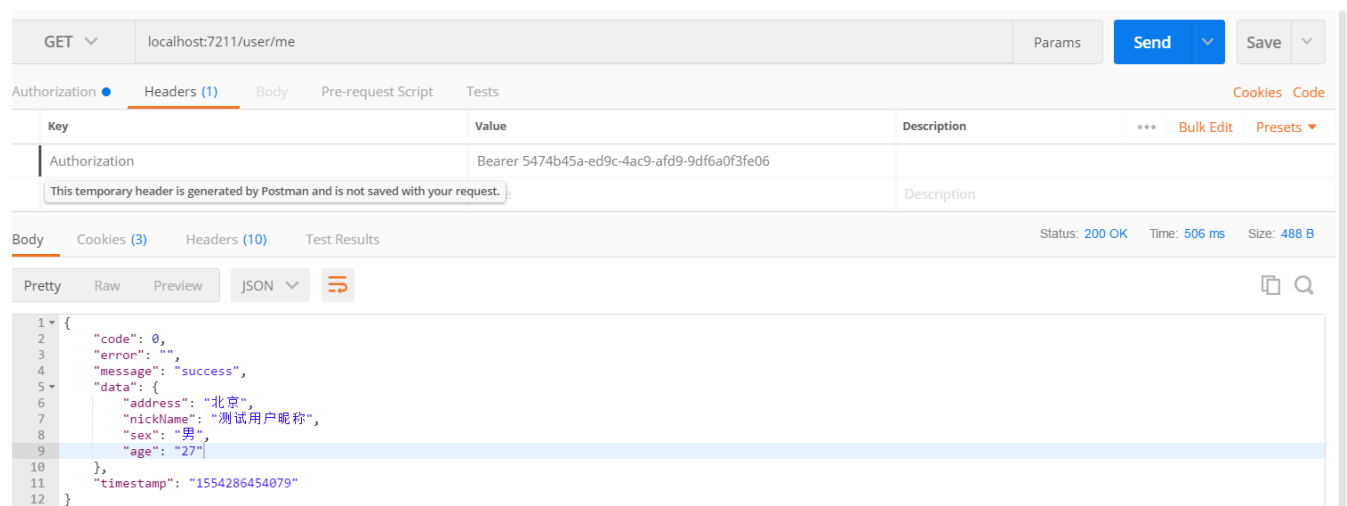 GET localhost:7211/user/me Params Send Save
Authorization Headers (1) Body Pre-request Script Tests Cookies Code
Key Value Description ••• Bulk Edit Presets
Authorization Bearer 5474b45a-ed9c-4ac9-afd9-9df6a0f3fe06
This temporary header is generated by Postman and is not saved with your request. Description
Body Cookies (3) Headers (10) Test Results Status: 200 OK Time: 506 ms Size: 488 B
Pretty Raw Preview JSON
1 {
2 "code": 0,
3 "error": "",
4 "message": "success",
5 "data": {
6 "address": "北京",
7 "nickName": "测试用户昵称",
8 "sex": "男",
9 "age": "27"
10 },
11 "timestamp": "1554286454079"
12 }